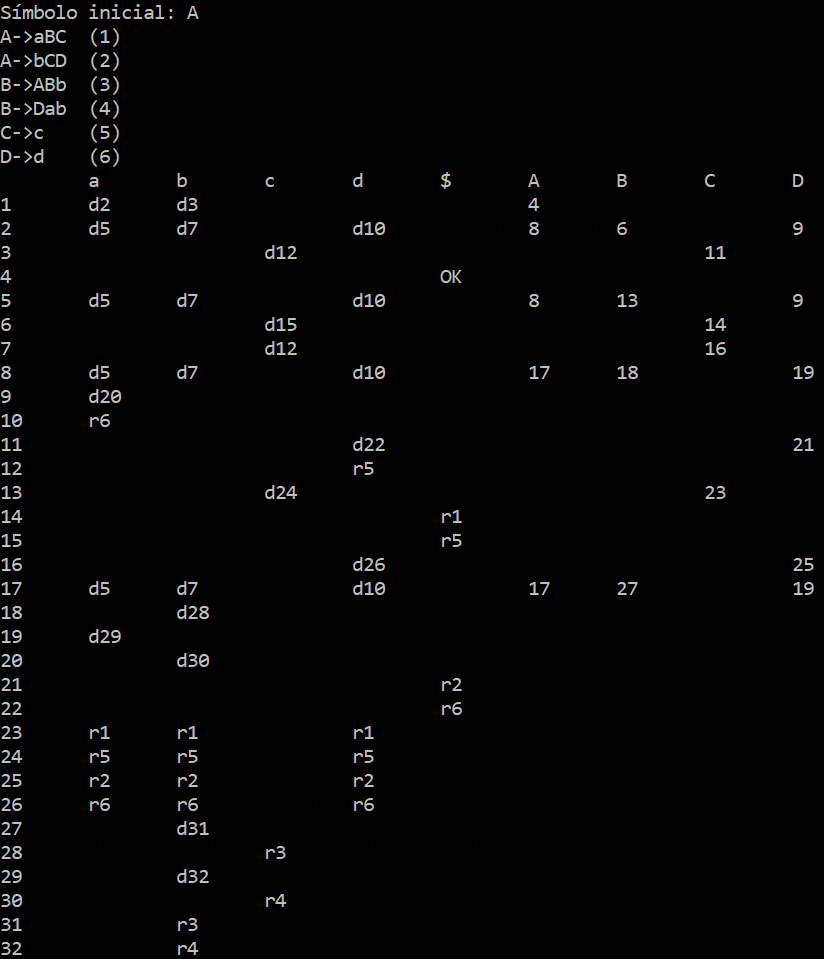 Símbolo inicial: A
A->aBC  (1)
A->bCD  (2)
B->ABb  (3)
B->Dab  (4)
C->c    (5)
D->d    (6)
        a       b       c       d       $       A       B       C       D
1       d2      d3                              4
2       d5      d7              d10             8       6               9
3                       d12                                     11
4                                       OK
5       d5      d7              d10             8       13              9
6                       d15                                     14
7                       d12                                     16
8       d5      d7              d10             17      18              19
9       d20
10      r6
11                              d22                                     21
12                              r5
13                      d24                                     23
14                                      r1
15                                      r5
16                              d26                                     25
17      d5      d7              d10             17      27              19
18              d28
19      d29
20              d30
21                                      r2
22                                      r6
23      r1      r1              r1
24      r5      r5              r5
25      r2      r2              r2
26      r6      r6              r6
27              d31
28                      r3
29              d32
30                      r4
31              r3
32              r4